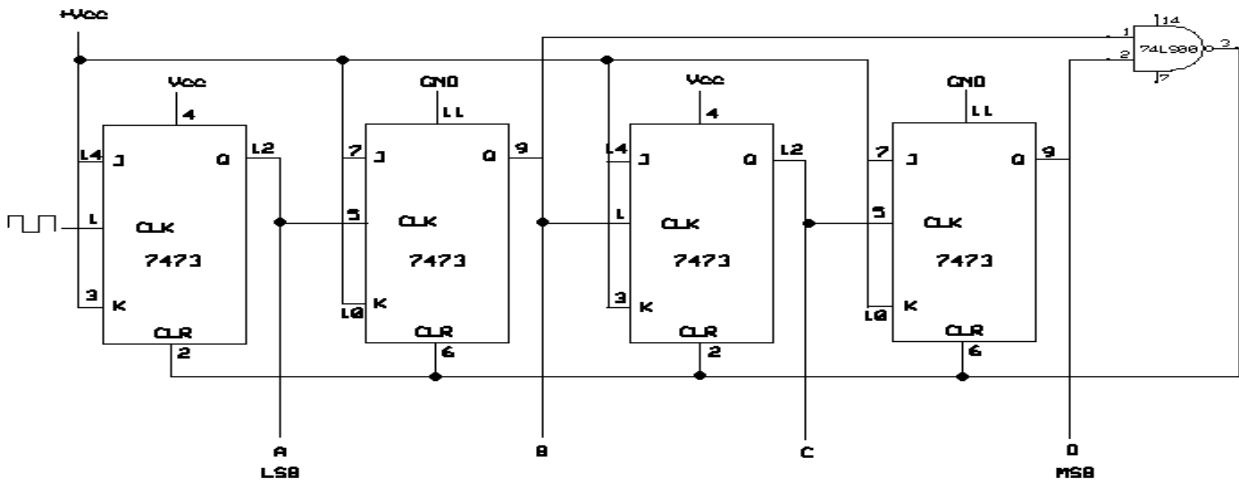 +Vcc
14
1 74LS00 3
2
7
Vcc GND Vcc GND
4 11 4 11
14 J Q 12 7 J Q 9 14 J Q 12 7 J Q 9
1 CLK 5 CLK 1 CLK 5 CLK
7473 7473 7473 7473
3 K 10 K 3 K 10 K
CLR CLR CLR CLR
2 6 2 6
A B C D
LSB MSB